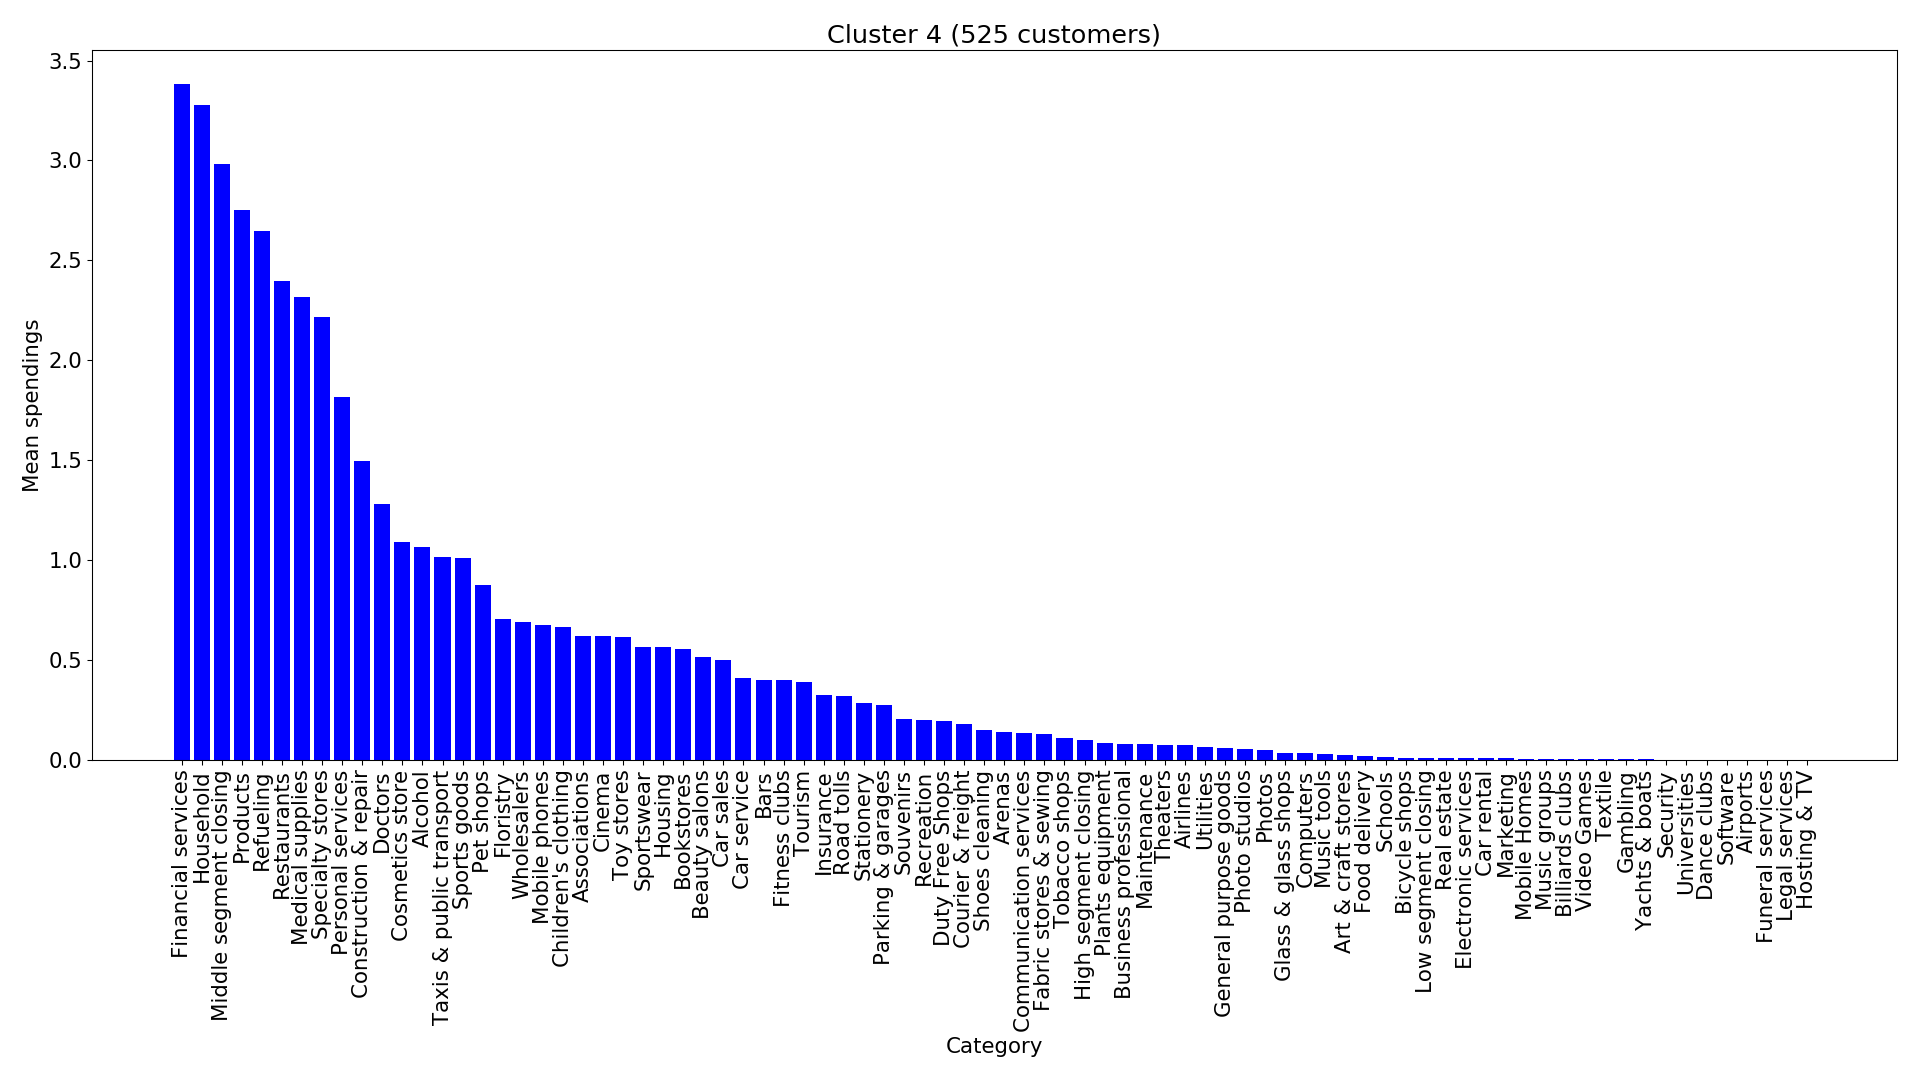 Cluster 4 (525 customers)
Mean spendings
3.5
3.0
2.5
2.0
1.5
1.0
0.5
0.0
Financial services
Household
Middle segment closing
Products
Refueling
Restaurants
Medical supplies
Specialty stores
Personal services
Construction & repair
Doctors
Cosmetics store
Alcohol
Taxis & public transport
Sports goods
Pet shops
Floristry
Wholesalers
Mobile phones
Children's clothing
Associations
Cinema
Toy stores
Sportswear
Housing
Bookstores
Beauty salons
Car sales
Car service
Bars
Fitness clubs
Tourism
Insurance
Road tolls
Stationery
Parking & garages
Souvenirs
Recreation
Duty Free Shops
Courier & freight
Shoes cleaning
Arenas
Communication services
Fabric stores & sewing
Tobacco shops
High segment closing
Plants equipment
Business professional
Maintenance
Theaters
Airlines
Utilities
General purpose goods
Photo studios
Photos
Glass & glass shops
Computers
Music tools
Art & craft stores
Food delivery
Schools
Bicycle shops
Low segment closing
Real estate
Electronic services
Car rental
Marketing
Mobile Homes
Music groups
Billiards clubs
Video Games
Textile
Gambling
Yachts & boats
Security
Universities
Dance clubs
Software
Airports
Funeral services
Legal services
Hosting & TV
Category